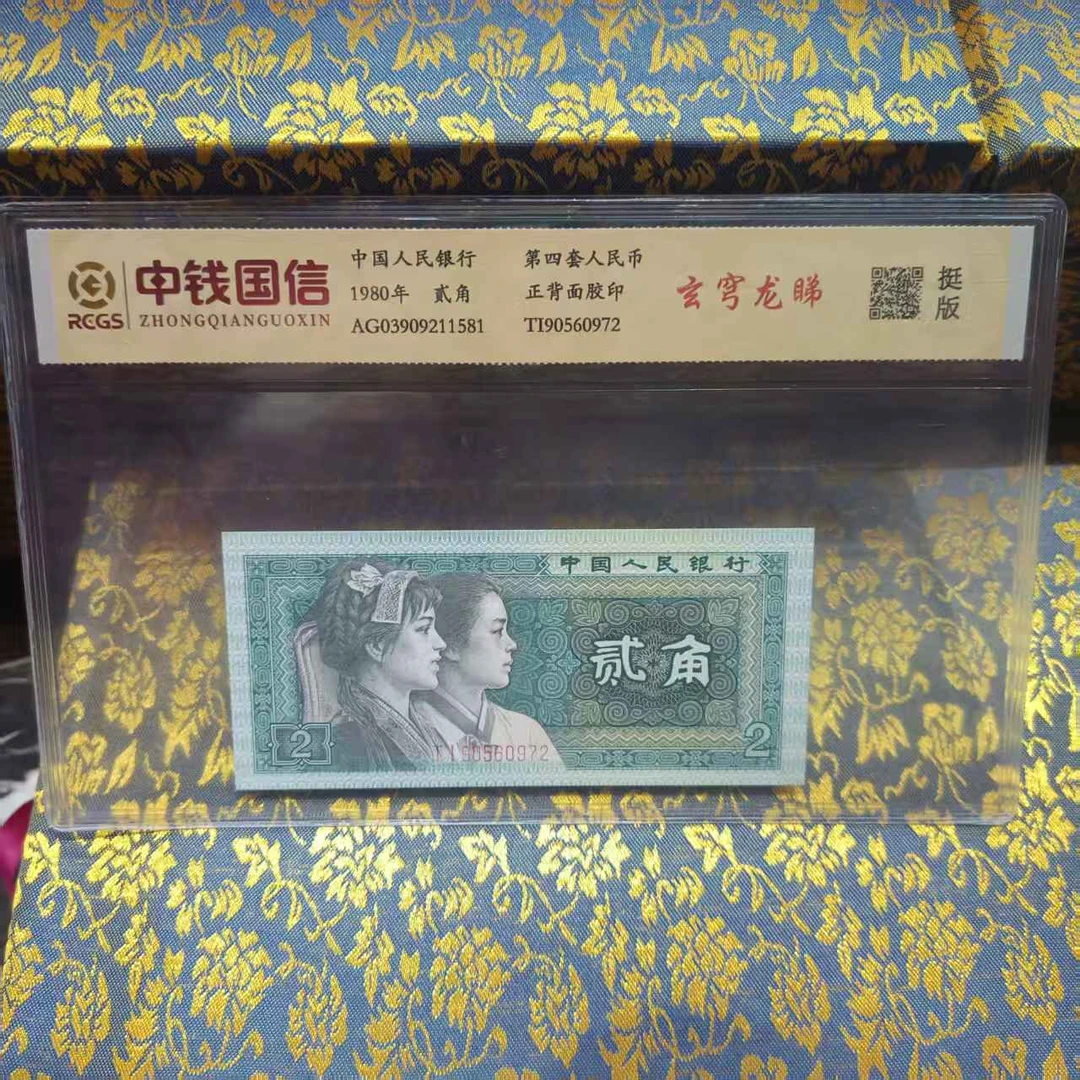 RCGS
中钱国信
ZHONGQIANGUOXIN
中国人民银行
1980年 贰角
AG03909211581
第四套人民币
正背面胶印
TI90560972
玄穹龙睇
挺版
中国人民银行
贰角
2
TI90560972
2